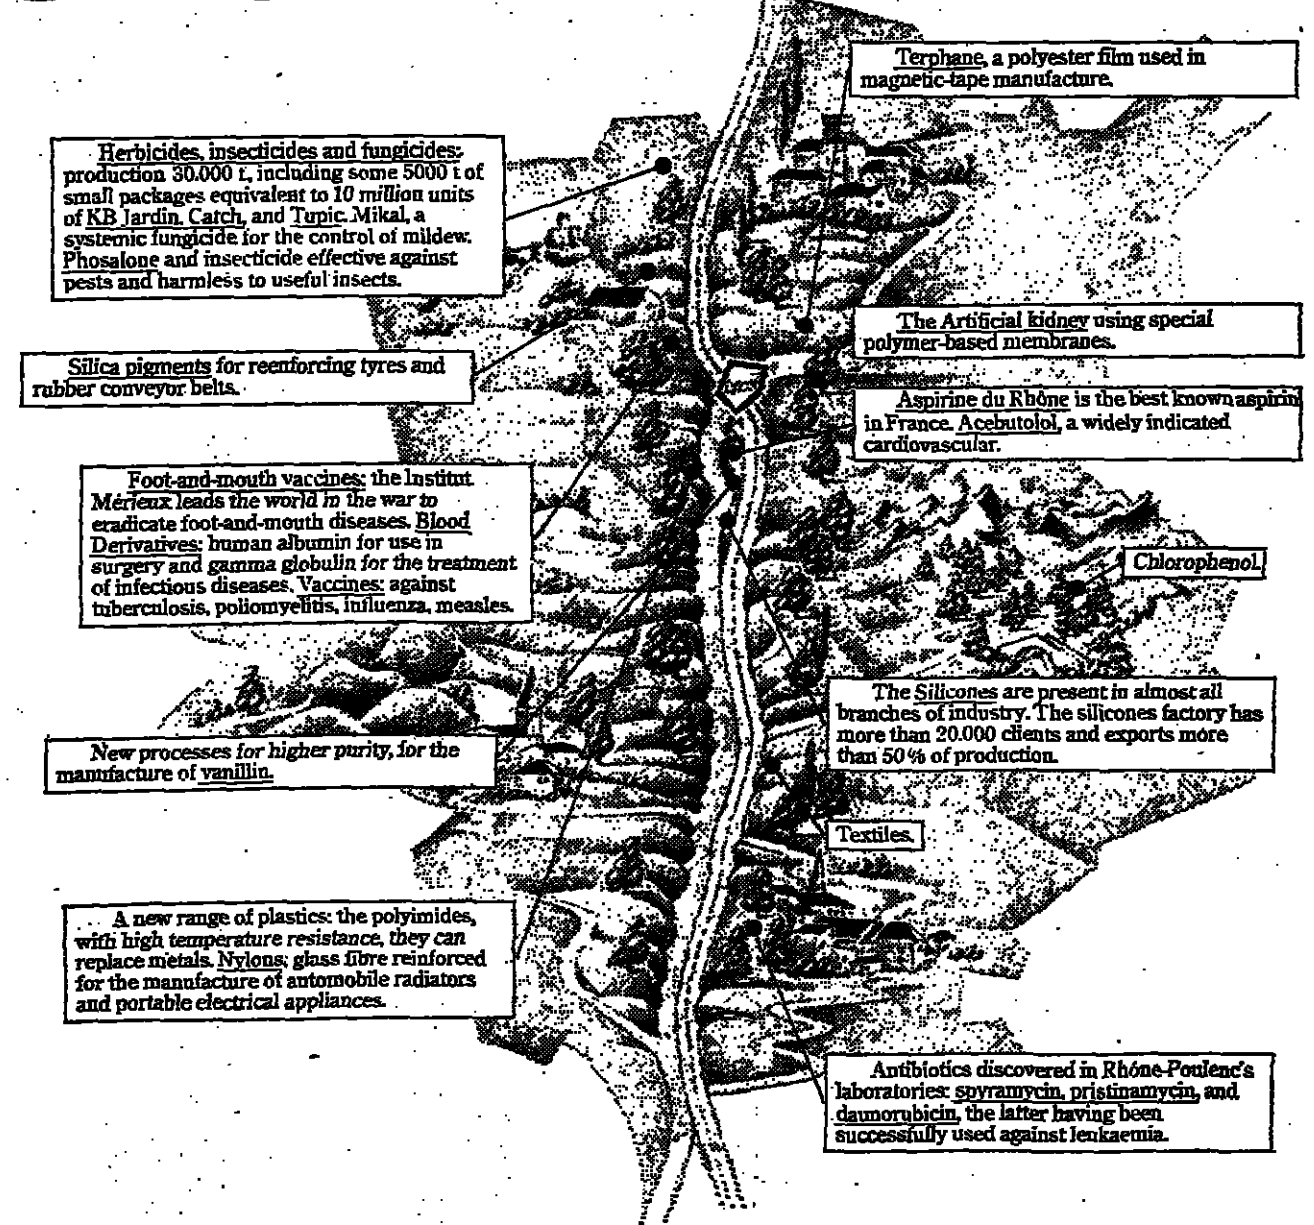 Terphane, a polyester film used in
magnetic-tape manufacture.
Herbicides, insecticides and fungicides:
production 30.000 t., including some 5000 t of
small packages equivalent to 10 million units
of KB Jardin, Catch, and Tupic. Mikal, a
systemic fungicide for the control of mildew.
Phosalone and insecticide effective against
pests and harmless to useful insects.
The Artificial kidney using special
polymer-based membranes.
Silica pigments for reenforcing tyres and
rubber conveyor belts.
Aspirine du Rhône is the best known aspirin
in France. Acebutolol, a widely indicated
cardiovascular.
Foot-and-mouth vaccines: the Institut
Mérieux leads the world in the war to
eradicate foot-and-mouth diseases. Blood
Derivatives: human albumin for use in
surgery and gamma globulin for the treatment
of infectious diseases. Vaccines: against
tuberculosis, poliomyelitis, influenza, measles.
Chlorophenol.
The Silicones are present in almost all
branches of industry. The silicones factory has
more than 20.000 clients and exports more
than 50 % of production.
New processes for higher purity, for the
manufacture of vanillin.
Textiles.
A new range of plastics: the polyimides,
with high temperature resistance, they can
replace metals. Nylons; glass fibre reinforced
for the manufacture of automobile radiators
and portable electrical appliances.
Antibiotics discovered in Rhône-Poulenc's
laboratories: spyramycin, pristinamycin, and
daunorubicin, the latter having been
successfully used against leukaemia.